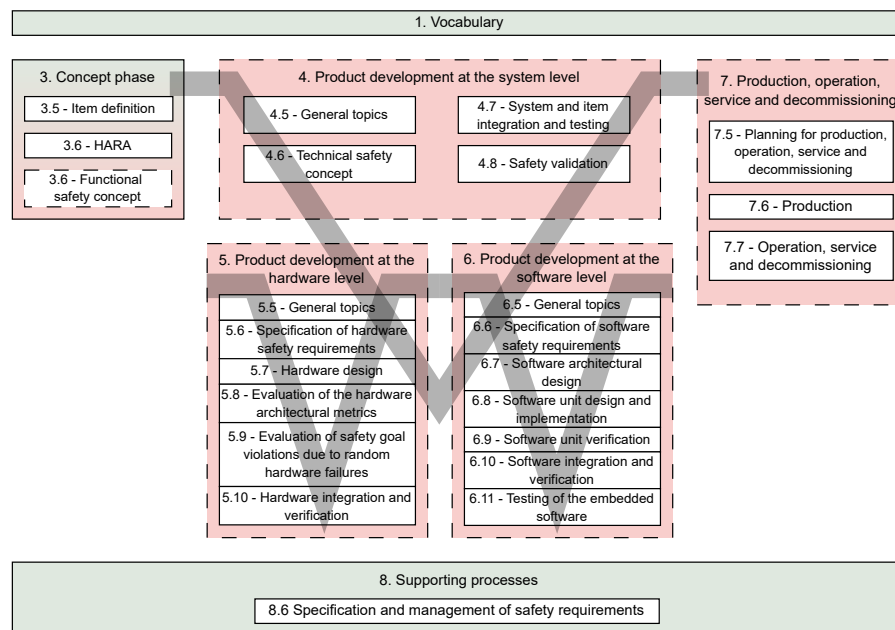 1. Vocabulary
3. Concept phase
3.5 - Item definition
3.6 - HARA
3.6 - Functional
safety concept
4. Product development at the system level
4.5 - General topics
4.6 - Technical safety
concept
4.7 - System and item
integration and testing
4.8 - Safety validation
7. Production, operation,
service and decommissioning
7.5 - Planning for production,
operation, service and
decommissioning
7.6 - Production
7.7 - Operation, service
and decommissioning
5. Product development at the
hardware level
5.5 - General topics
5.6 - Specification of hardware
safety requirements
5.7 - Hardware design
5.8 - Evaluation of the hardware
architectural metrics
5.9 - Evaluation of safety goal
violations due to random
hardware failures
5.10 - Hardware integration and
verification
6. Product development at the
software level
6.5 - General topics
6.6 - Specification of software
safety requirements
6.7 - Software architectural
design
6.8 - Software unit design and
implementation
6.9 - Software unit verification
6.10 - Software integration and
verification
6.11 - Testing of the embedded
software
8. Supporting processes
8.6 Specification and management of safety requirements